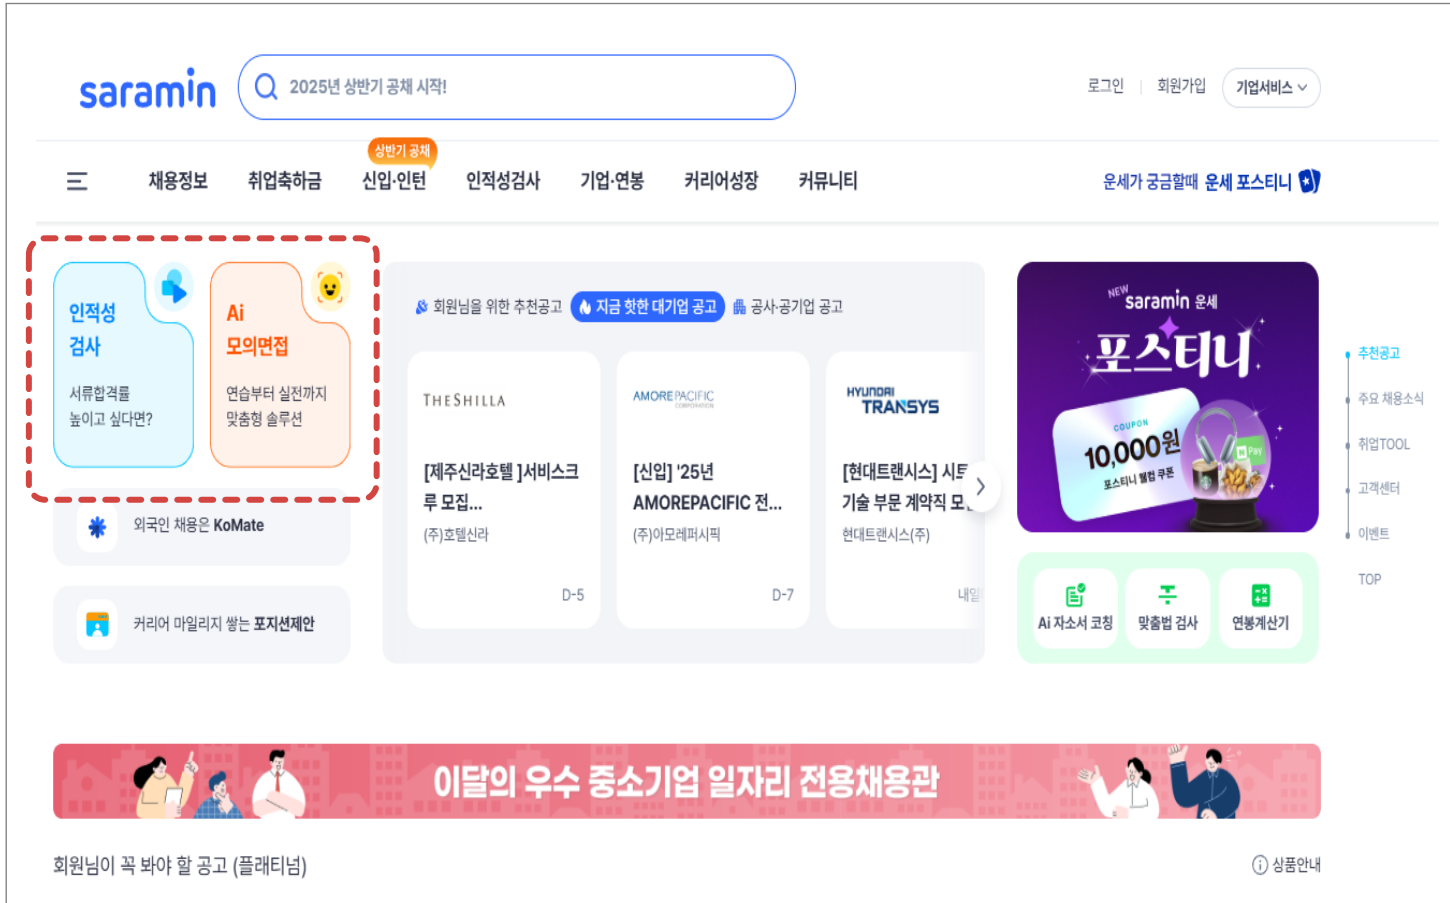 saramin
2025년 상반기 공채 시작!
로그인
회원가입
기업서비스
상반기 공채
채용정보
취업축하금
신입·인턴
인적성검사
기업·연봉
커리어성장
커뮤니티
운세가 궁금할때 운세 포스티니
인적성
검사
서류합격률
높이고 싶다면?
Ai
모의면접
연습부터 실전까지
맞춤형 솔루션
외국인 채용은 KoMate
커리어 마일리지 쌓는 포지션제안
회원님을 위한 추천공고
지금 핫한 대기업 공고
공사·공기업 공고
THE SHILLA
[제주신라호텔 ]서비스크
루 모집...
(주)호텔신라
D-5
AMOREPACIFIC
CORPORATION
[신입] '25년
AMOREPACIFIC 전...
(주)아모레퍼시픽
D-7
HYUNDAI
TRANSYS
[현대트랜시스] 시트
기술 부문 계약직 모
현대트랜시스(주)
내일
NEW
saramin 운세
포스티니
COUPON
10,000원
포스티니 웰컴 쿠폰
N Pay
Ai 자소서 코칭
맞춤법 검사
연봉계산기
추천공고
주요 채용소식
취업TOOL
고객센터
이벤트
TOP
이달의 우수 중소기업 일자리 전용채용관
회원님이 꼭 봐야 할 공고 (플래티넘)
상품안내